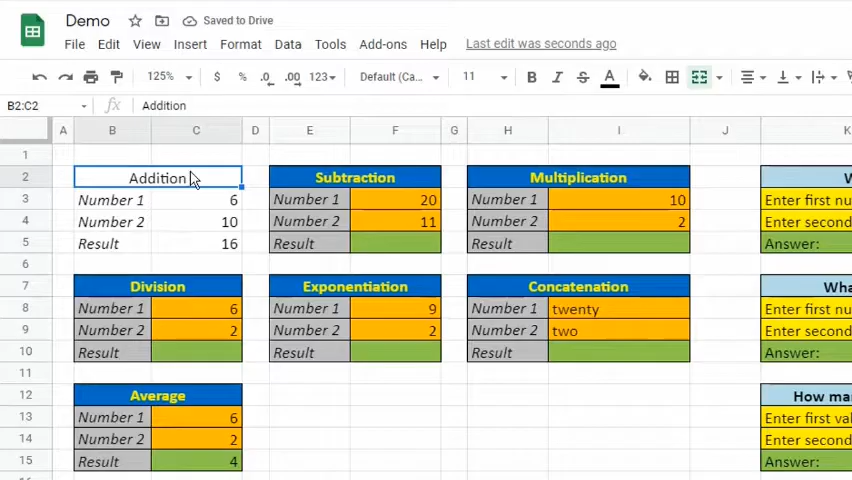 Demo Saved to Drive
File Edit View Insert Format Data Tools Add-ons Help Last edit was seconds ago
125% $ % .0 .00 123 Default (Ca... 11 B I S A
B2:C2 fx Addition
A B C D E F G H I J K
1
2 Addition Subtraction Multiplication W
3 Number 1 6 Number 1 20 Number 1 10 Enter first nu
4 Number 2 10 Number 2 11 Number 2 2 Enter second
5 Result 16 Result Result Answer:
6
7 Division Exponentiation Concatenation Wha
8 Number 1 6 Number 1 9 Number 1 twenty Enter first nu
9 Number 2 2 Number 2 2 Number 2 two Enter second
10 Result Result Result Answer:
11
12 Average How mar
13 Number 1 6 Enter first val
14 Number 2 2 Enter second
15 Result 4 Answer: